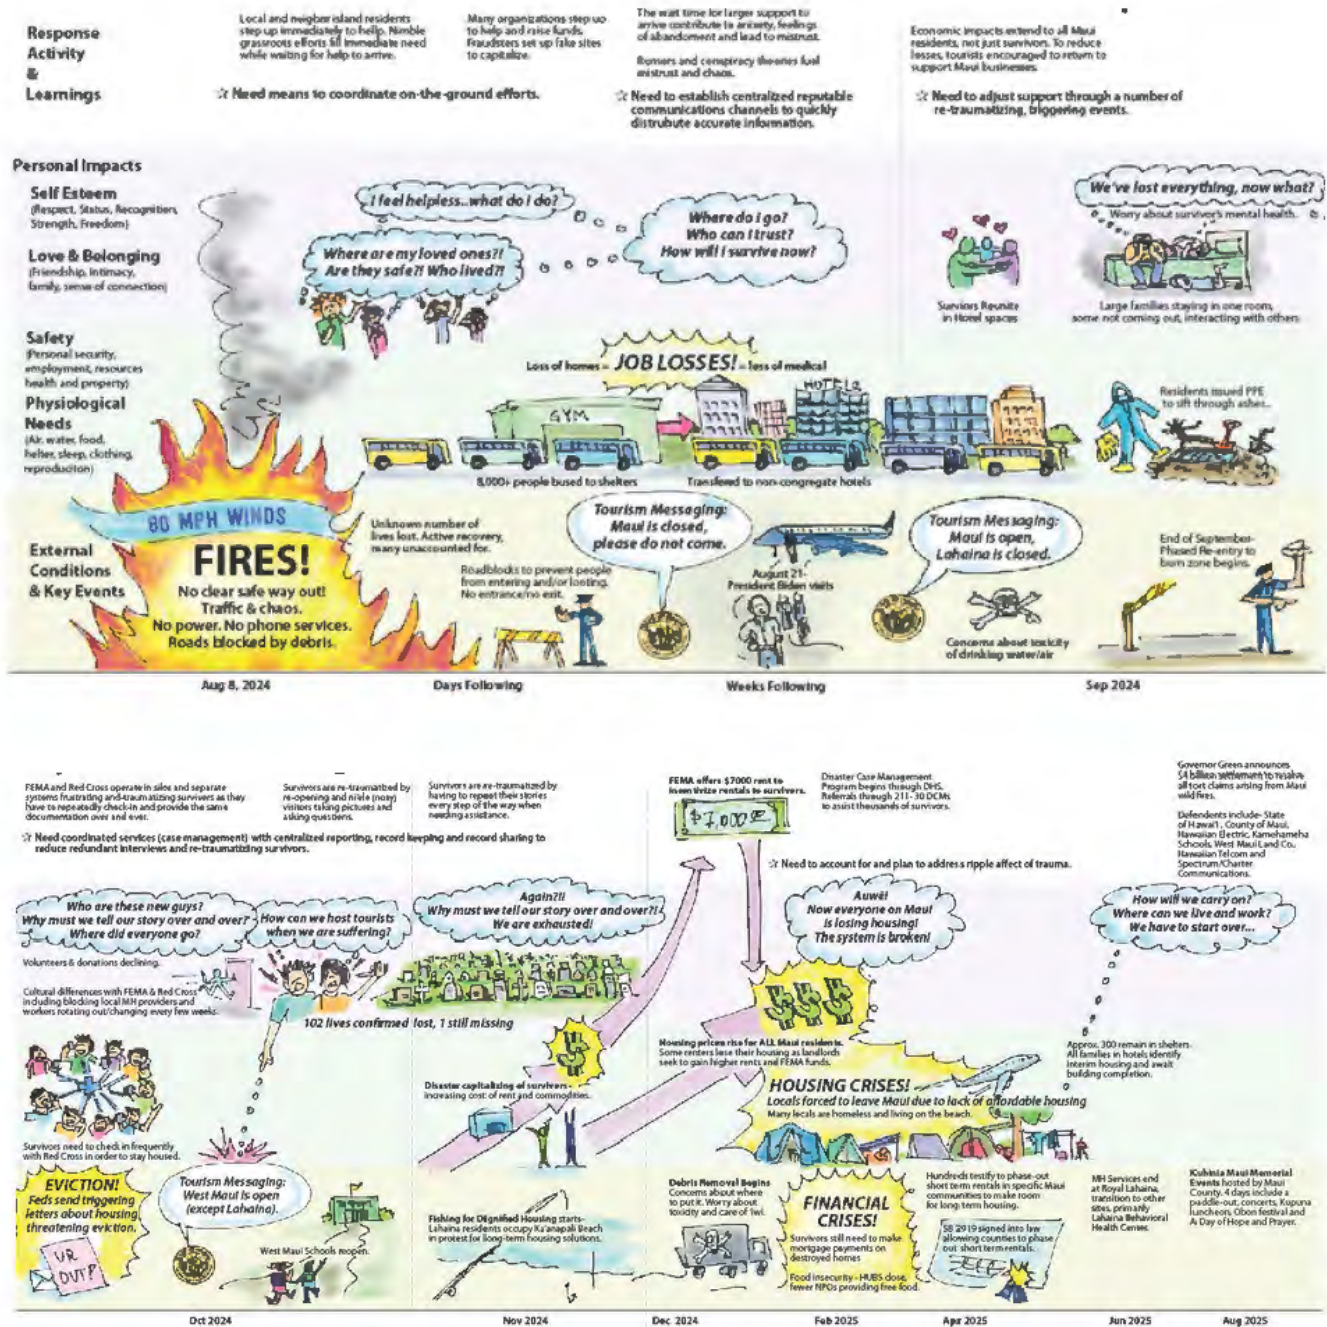 Response
Activity
&
Learnings
Local and neigbor island residents
step up immediately to hellp. Nimble
grassroots efforts fill immediate need
while waiting for help to arrive.
Many organizations step up
to help and raise funds.
Fraudsters set up fake sites
to capitalize.
☆ Need means to coordinate on-the-ground efforts.
The wait time for larger support to
arrive contribute to anxiety, feelings
of abandoment and lead to mistrust.
Rumors and conspiracy theories fuel
mistrust and chaos.
☆ Need to establish centralized reputable
communications channels to quickly
distrubute accurate information.
Economic impacts extend to all Maui
residents, not just survivors. To reduce
losses, tourists encouraged to return to
support Maui businesses.
☆ Need to adjust support through a number of
re-traumatizing, triggering events.
Personal Impacts
Self Esteem
(Respect, Status, Recognition,
Strength, Freedom)
Love & Belonging
(Friendship, Intimacy,
family, sense of connection)
Safety
(Personal security,
employment, resources
health and property)
Physiological
Needs
(Air, water, food,
helter, sleep, clothing,
reproduciton)
External
Conditions
& Key Events
I feel helpless..what do I do?
Where are my loved ones?!
Are they safe?! Who lived?!
Where do I go?
Who can I trust?
How will I survive now?
We've lost everything, now what?
Worry about survivor's mental health.
Survivors Reunite
in Hotel spaces
Large families staying in one room,
some not coming out, interacting with others
Loss of homes = JOB LOSSES! = loss of medical
GYM
HOTELS
8,000+ people bused to shelters
Transfered to non-congregate hotels
Residents issued PPE
to sift through ashes..
80 MPH WINDS
FIRES!
No clear safe way out!
Traffic & chaos.
No power. No phone services.
Roads blocked by debris.
Unknown number of
lives lost. Active recovery,
many unaccounted for.
Roadblocks to prevent people
from entering and/or looting.
No entrance/no exit.
Tourism Messaging:
Maui is closed,
please do not come.
August 21-
President Biden visits
Tourism Messaging:
Maui is open,
Lahaina is closed.
Concerns about toxicity
of drinking water/air
End of September-
Phased Re-entry to
burn zone begins.
Aug 8, 2024
Days Following
Weeks Following
Sep 2024
FEMA and Red Cross operate in silos and separate
systems frustrating and-traumatizing survivers as they
have to repeatedly check-in and provide the same
documentation over and ever.
Survivors are re-traumatized by
re-opening and nīele (nosy)
visitors taking pictures and
asking questions.
Survivors are re-traumatized by
having to repeat their stories
every step of the way when
needing assistance.
☆ Need coordinated services (case management) with centralized reporting, record keeping and record sharing to
reduce redundant interviews and re-traumatizing survivors.
FEMA offers $7000 rent to
incentivize rentals to survivers.
$7,000
Disaster Case Management
Program begins through DHS.
Referrals through 211- 30 DCMs
to assist thousands of survivors.
☆ Need to account for and plan to address ripple affect of trauma.
Governor Green announces
$4 billion settlement to resolve
all tort claims arising from Maui
wild fires.
Defendents include- State
of Hawai'i, County of Maui,
Hawaiian Electric, Kamehameha
Schools, West Maui Land Co.,
Hawaiian Telcom and
Spectrum/Charter
Communications.
Who are these new guys?
Why must we tell our story over and over?
Where did everyone go?
How can we host tourists
when we are suffering?
Again?!!
Why must we tell our story over and over?!!
We are exhausted!
Auwē!
Now everyone on Maui
is losing housing!
The system is broken!
How will we carry on?
Where can we live and work?
We have to start over...
Volunteers & donations declining.
Cultural differences with FEMA & Red Cross
including blocking local MH providers and
workers rotating out/changing every few weeks.
102 lives confirmed lost, 1 still missing
Survivors need to check in frequently
with Red Cross in order to stay housed.
Disaster capitalizing of survivers-
increasing cost of rent and commodities.
$
$$$
Housing prices rise for ALL Maui residents.
Some renters lose their housing as landlords
seek to gain higher rents and FEMA funds.
HOUSING CRISES!
Locals forced to leave Maui due to lack of affordable housing
Many locals are homeless and living on the beach.
Approx. 300 remain in shelters.
All families in hotels identify
interim housing and await
building completion.
EVICTION!
Feds send triggering
letters about housing
threatening eviction.
UR
OUT?
Tourism Messaging:
West Maui is open
(except Lahaina).
West Maui Schools reopen.
Fishing for Dignified Housing starts-
Lahaina residents occupy Ka'anapali Beach
in protest for long-term housing solutions.
Debris Removal Begins
Concerns about where
to put it. Worry about
toxicity and care of 'iwi.
FINANCIAL
CRISES!
Survivors still need to make
mortgage payments on
destroyed homes
Food insecurity - HUBS close,
fewer NPOs providing free food.
Hundreds testify to phase-out
short term rentals in specific Maui
communities to make room
for long term housing.
SB 2919 signed into law
allowing counties to phase
out short term rentals.
MH Services end
at Royal Lahaina,
transition to other
sites, primarily
Lahaina Behavioral
Health Center.
Kuhinia Maui Memorial
Events hosted by Maui
County. 4 days include a
paddle-out, concerts, Kupuna
luncheon, Obon festival and
A Day of Hope and Prayer.
Oct 2024
Nov 2024
Dec 2024
Feb 2025
Apr 2025
Jun 2025
Aug 2025